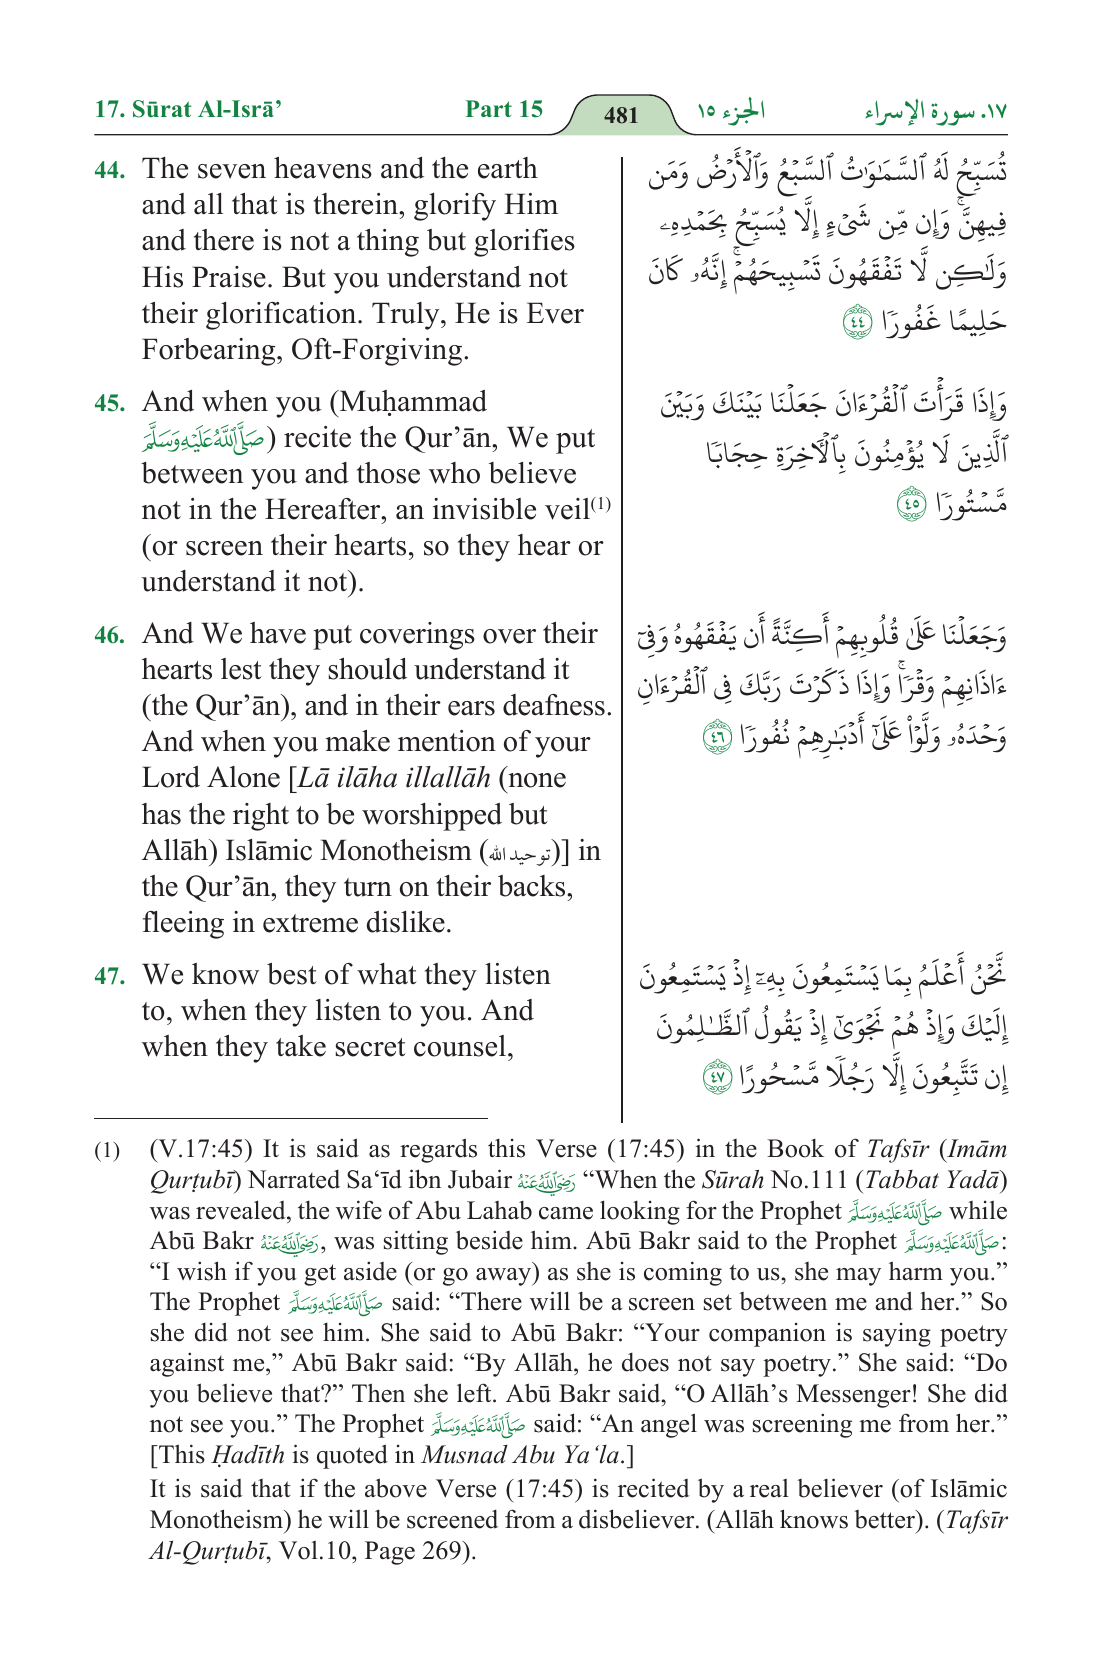 17. Sūrat Al-Isrā’ Part 15 481 الجزء ١٥ ١٧. سورة الإسراء
44. The seven heavens and the earth
and all that is therein, glorify Him
and there is not a thing but glorifies
His Praise. But you understand not
their glorification. Truly, He is Ever
Forbearing, Oft-Forgiving.
تُسَبِّحُ لَهُ ٱلسَّمَـٰوَٰتُ ٱلسَّبْعُ وَٱلْأَرْضُ وَمَن
فِيهِنَّ ۚ وَإِن مِّن شَىْءٍ إِلَّا يُسَبِّحُ بِحَمْدِهِۦ
وَلَـٰكِن لَّا تَفْقَهُونَ تَسْبِيحَهُمْ ۚ إِنَّهُۥ كَانَ
حَلِيمًا غَفُورًا ٤٤
45. And when you (Muḥammad
صَلَّى اللَّهُ عَلَيْهِ وَسَلَّمَ) recite the Qur’ān, We put
between you and those who believe
not in the Hereafter, an invisible veil(1)
(or screen their hearts, so they hear or
understand it not).
وَإِذَا قَرَأْتَ ٱلْقُرْءَانَ جَعَلْنَا بَيْنَكَ وَبَيْنَ
ٱلَّذِينَ لَا يُؤْمِنُونَ بِٱلْـَٔاخِرَةِ حِجَابًا
مَّسْتُورًا ٤٥
46. And We have put coverings over their
hearts lest they should understand it
(the Qur’ān), and in their ears deafness.
And when you make mention of your
Lord Alone [Lā ilāha illallāh (none
has the right to be worshipped but
Allāh) Islāmic Monotheism (توحيد الله)] in
the Qur’ān, they turn on their backs,
fleeing in extreme dislike.
وَجَعَلْنَا عَلَىٰ قُلُوبِهِمْ أَكِنَّةً أَن يَفْقَهُوهُ وَفِىٓ
ءَاذَانِهِمْ وَقْرًا ۚ وَإِذَا ذَكَرْتَ رَبَّكَ فِى ٱلْقُرْءَانِ
وَحْدَهُۥ وَلَّوْا۟ عَلَىٰٓ أَدْبَـٰرِهِمْ نُفُورًا ٤٦
47. We know best of what they listen
to, when they listen to you. And
when they take secret counsel,
نَّحْنُ أَعْلَمُ بِمَا يَسْتَمِعُونَ بِهِۦٓ إِذْ يَسْتَمِعُونَ
إِلَيْكَ وَإِذْ هُمْ نَجْوَىٰٓ إِذْ يَقُولُ ٱلظَّـٰلِمُونَ
إِن تَتَّبِعُونَ إِلَّا رَجُلًا مَّسْحُورًا ٤٧
(1) (V.17:45) It is said as regards this Verse (17:45) in the Book of Tafsīr (Imām
Qurṭubī) Narrated Sa‘īd ibn Jubair رَضِيَ اللَّهُ عَنْهُ “When the Sūrah No.111 (Tabbat Yadā)
was revealed, the wife of Abu Lahab came looking for the Prophet صَلَّى اللَّهُ عَلَيْهِ وَسَلَّمَ while
Abū Bakr رَضِيَ اللَّهُ عَنْهُ, was sitting beside him. Abū Bakr said to the Prophet صَلَّى اللَّهُ عَلَيْهِ وَسَلَّمَ:
“I wish if you get aside (or go away) as she is coming to us, she may harm you.”
The Prophet صَلَّى اللَّهُ عَلَيْهِ وَسَلَّمَ said: “There will be a screen set between me and her.” So
she did not see him. She said to Abū Bakr: “Your companion is saying poetry
against me,” Abū Bakr said: “By Allāh, he does not say poetry.” She said: “Do
you believe that?” Then she left. Abū Bakr said, “O Allāh’s Messenger! She did
not see you.” The Prophet صَلَّى اللَّهُ عَلَيْهِ وَسَلَّمَ said: “An angel was screening me from her.”
[This Ḥadīth is quoted in Musnad Abu Ya‘la.]
It is said that if the above Verse (17:45) is recited by a real believer (of Islāmic
Monotheism) he will be screened from a disbeliever. (Allāh knows better). (Tafsīr
Al-Qurṭubī, Vol.10, Page 269).